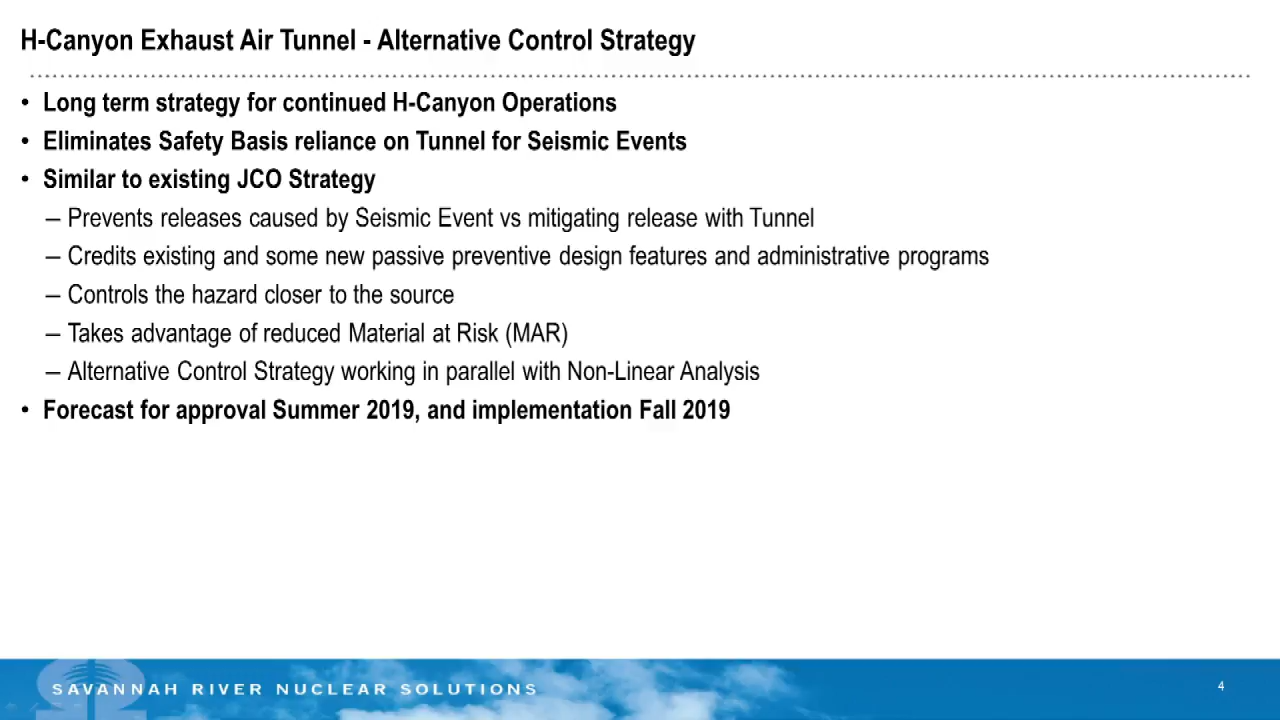 H-Canyon Exhaust Air Tunnel - Alternative Control Strategy
• Long term strategy for continued H-Canyon Operations
• Eliminates Safety Basis reliance on Tunnel for Seismic Events
• Similar to existing JCO Strategy
– Prevents releases caused by Seismic Event vs mitigating release with Tunnel
– Credits existing and some new passive preventive design features and administrative programs
– Controls the hazard closer to the source
– Takes advantage of reduced Material at Risk (MAR)
– Alternative Control Strategy working in parallel with Non-Linear Analysis
• Forecast for approval Summer 2019, and implementation Fall 2019
SAVANNAH RIVER NUCLEAR SOLUTIONS
4